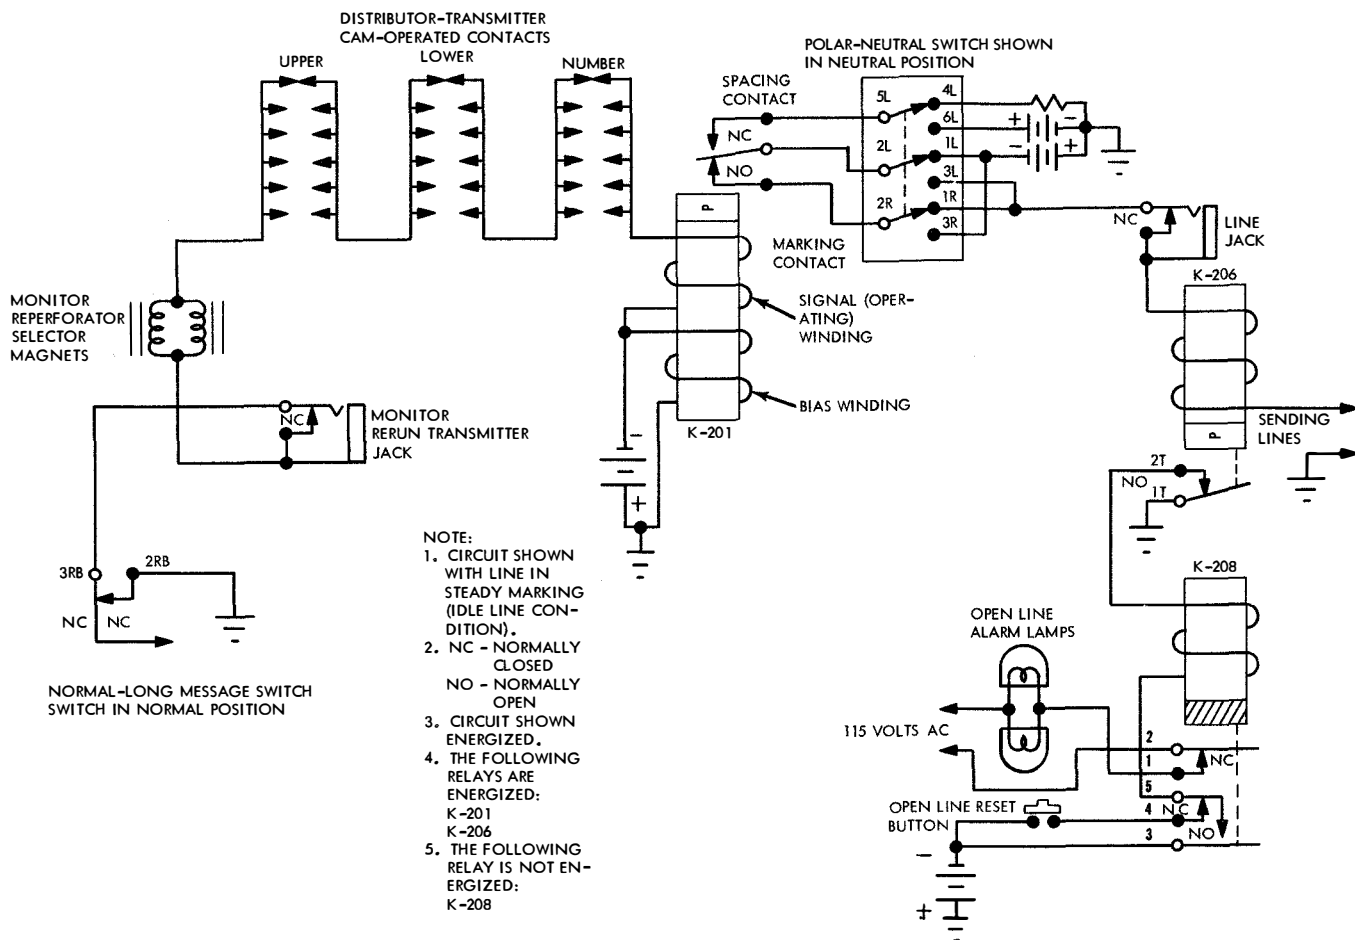 DISTRIBUTOR-TRANSMITTER
CAM-OPERATED CONTACTS
UPPER
LOWER
NUMBER
POLAR-NEUTRAL SWITCH SHOWN
IN NEUTRAL POSITION
SPACING
CONTACT
NC
NO
MARKING
CONTACT
5L
4L
6L
2L
1L
3L
1R
2R
3R
+
-
-
+
NC
LINE
JACK
P
SIGNAL (OPER-
ATING)
WINDING
BIAS WINDING
K-201
-
+
K-206
P
SENDING
LINES
MONITOR
REPERFORATOR
SELECTOR
MAGNETS
NC
MONITOR
RERUN TRANSMITTER
JACK
2T
NO
1T
3RB
2RB
NC
NC
NORMAL-LONG MESSAGE SWITCH
SWITCH IN NORMAL POSITION
NOTE:
1. CIRCUIT SHOWN
WITH LINE IN
STEADY MARKING
(IDLE LINE CON-
DITION).
2. NC - NORMALLY
CLOSED
NO - NORMALLY
OPEN
3. CIRCUIT SHOWN
ENERGIZED.
4. THE FOLLOWING
RELAYS ARE
ENERGIZED:
K-201
K-206
5. THE FOLLOWING
RELAY IS NOT EN-
ERGIZED:
K-208
K-208
OPEN LINE
ALARM LAMPS
115 VOLTS AC
2
1
NC
5
4
NC
NO
3
OPEN LINE RESET
BUTTON
-
+